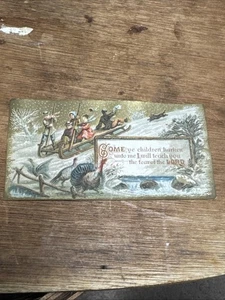 COME, ye children, hearken
unto me: I will teach you
the fear of the LORD.